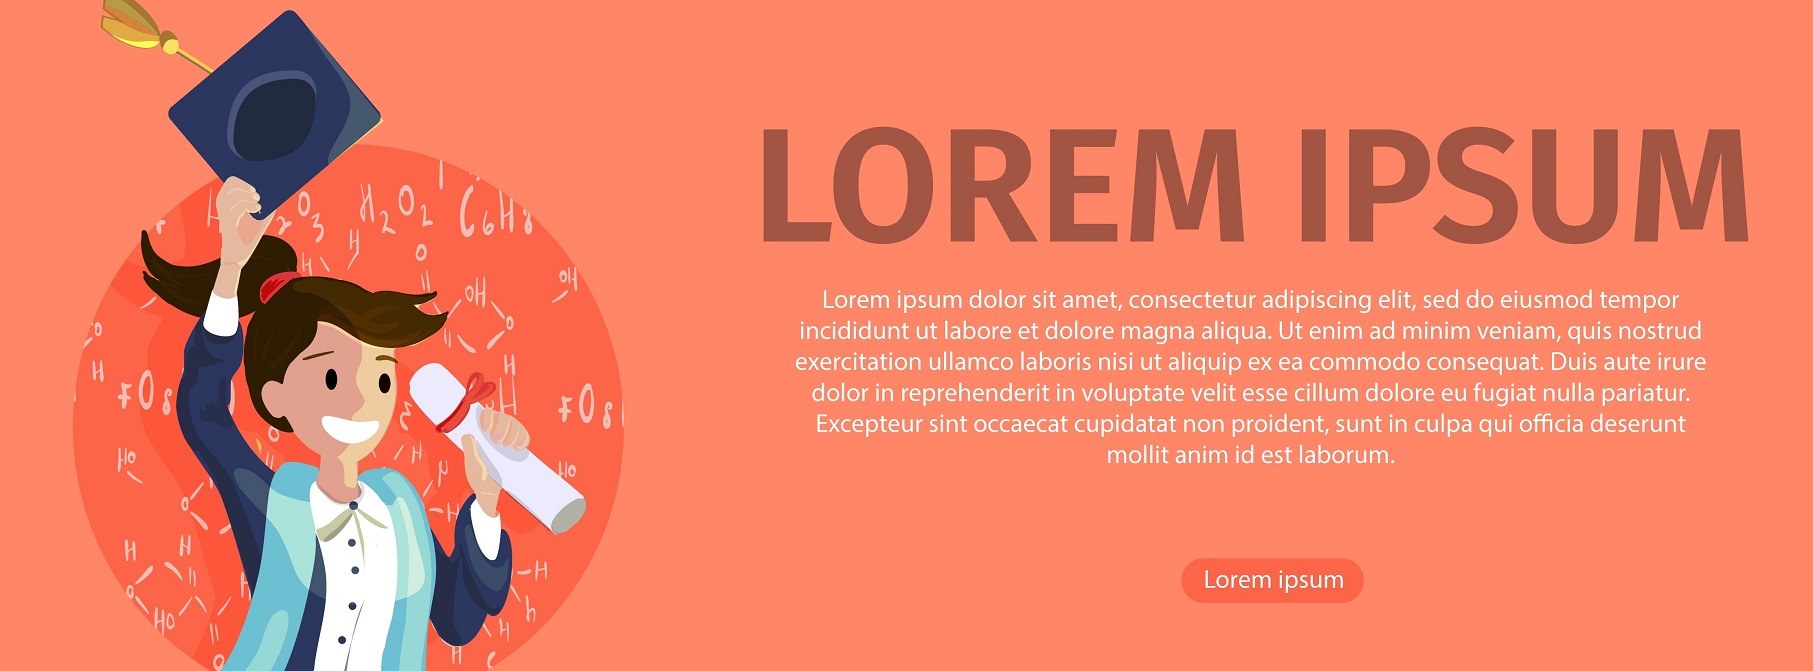 H2O2
C6H8
LOREM IPSUM
Lorem ipsum dolor sit amet, consectetur adipiscing elit, sed do eiusmod tempor
incididunt ut labore et dolore magna aliqua. Ut enim ad minim veniam, quis nostrud
exercitation ullamco laboris nisi ut aliquip ex ea commodo consequat. Duis aute irure
dolor in reprehenderit in voluptate velit esse cillum dolore eu fugiat nulla pariatur.
Excepteur sint occaecat cupidatat non proident, sunt in culpa qui officia deserunt
mollit anim id est laborum.
Lorem ipsum